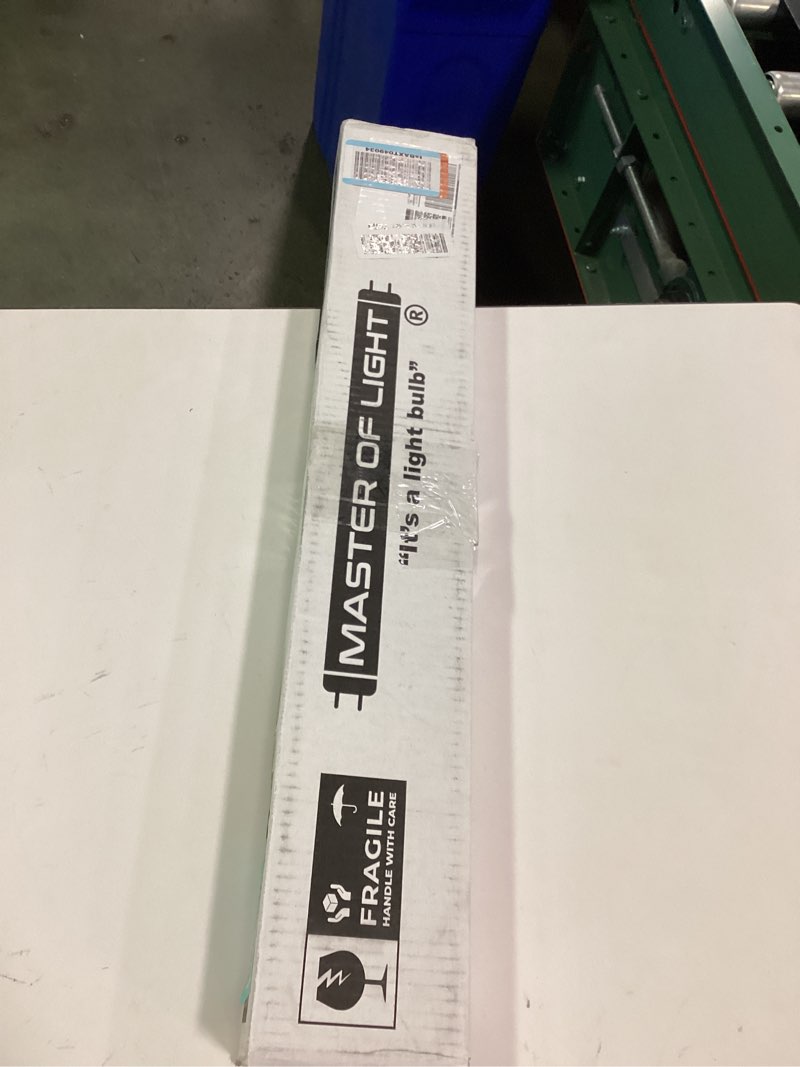 MASTER OF LIGHT ®
“It's a light bulb”
FRAGILE
HANDLE WITH CARE